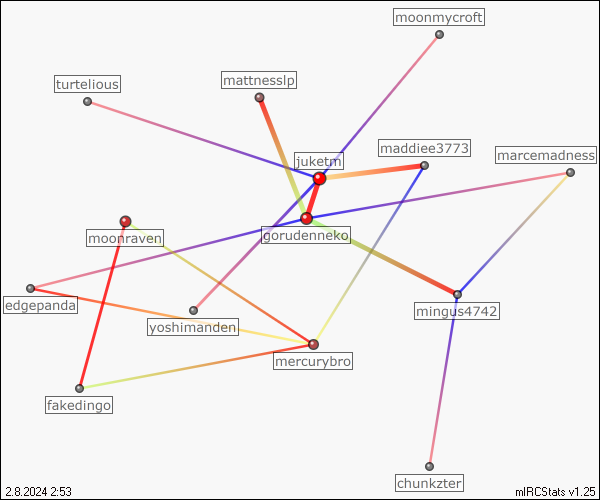 moonmycroft
mattnesslp
turtelious
maddiee3773
marcemadness
juketm
gorudenneko
moonraven
edgepanda
mingus4742
yoshimanden
mercurybro
fakedingo
chunkzter
2.8.2024 2:53
mIRCStats v1.25